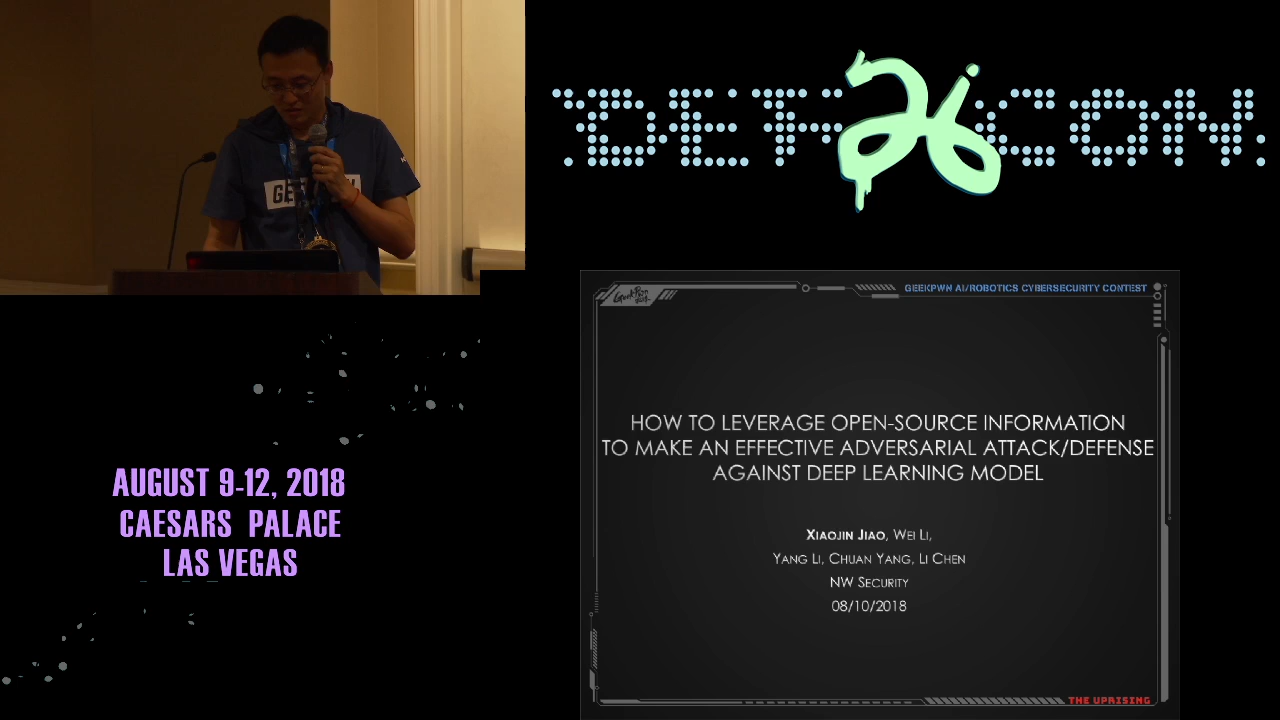 DEF CON
26
GEEKPWN AI/ROBOTICS CYBERSECURITY CONTEST
HOW TO LEVERAGE OPEN-SOURCE INFORMATION
TO MAKE AN EFFECTIVE ADVERSARIAL ATTACK/DEFENSE
AGAINST DEEP LEARNING MODEL
XIAOJIN JIAO, WEI LI,
YANG LI, CHUAN YANG, LI CHEN
NW SECURITY
08/10/2018
THE UPRISING
AUGUST 9-12, 2018
CAESARS PALACE
LAS VEGAS